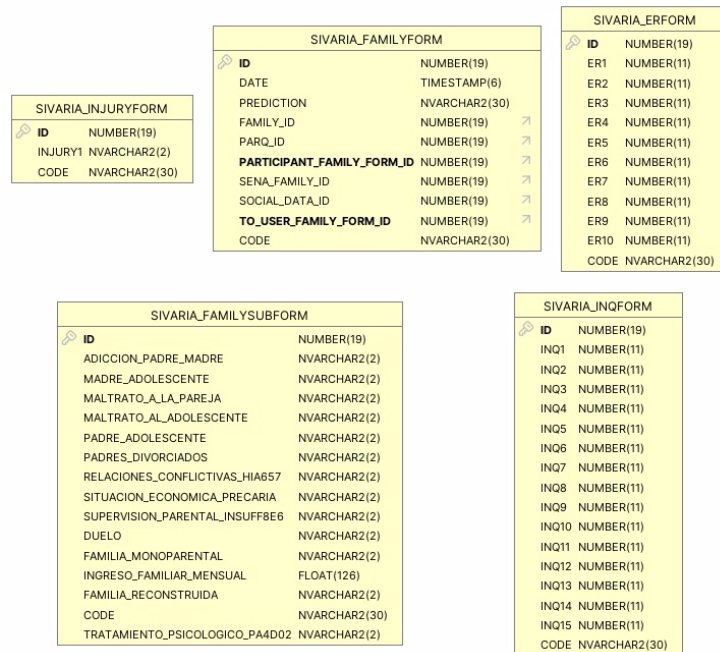 SIVARIA_INJURYFORM
ID NUMBER(19)
INJURY1 NVARCHAR2(2)
CODE NVARCHAR2(30)
SIVARIA_FAMILYFORM
ID NUMBER(19)
DATE TIMESTAMP(6)
PREDICTION NVARCHAR2(30)
FAMILY_ID NUMBER(19)
PARQ_ID NUMBER(19)
PARTICIPANT_FAMILY_FORM_ID NUMBER(19)
SENA_FAMILY_ID NUMBER(19)
SOCIAL_DATA_ID NUMBER(19)
TO_USER_FAMILY_FORM_ID NUMBER(19)
CODE NVARCHAR2(30)
SIVARIA_ERFORM
ID NUMBER(19)
ER1 NUMBER(11)
ER2 NUMBER(11)
ER3 NUMBER(11)
ER4 NUMBER(11)
ER5 NUMBER(11)
ER6 NUMBER(11)
ER7 NUMBER(11)
ER8 NUMBER(11)
ER9 NUMBER(11)
ER10 NUMBER(11)
CODE NVARCHAR2(30)
SIVARIA_FAMILYSUBFORM
ID NUMBER(19)
ADICCION_PADRE_MADRE NVARCHAR2(2)
MADRE_ADOLESCENTE NVARCHAR2(2)
MALTRATO_A_LA_PAREJA NVARCHAR2(2)
MALTRATO_AL_ADOLESCENTE NVARCHAR2(2)
PADRE_ADOLESCENTE NVARCHAR2(2)
PADRES_DIVORCIADOS NVARCHAR2(2)
RELACIONES_CONFLICTIVAS_HIA657 NVARCHAR2(2)
SITUACION_ECONOMICA_PRECARIA NVARCHAR2(2)
SUPERVISION_PARENTAL_INSUFF8E6 NVARCHAR2(2)
DUELO NVARCHAR2(2)
FAMILIA_MONOPARENTAL NVARCHAR2(2)
INGRESO_FAMILIAR_MENSUAL FLOAT(126)
FAMILIA_RECONSTRUIDA NVARCHAR2(2)
CODE NVARCHAR2(30)
TRATAMIENTO_PSICOLOGICO_PA4D02 NVARCHAR2(2)
SIVARIA_INQFORM
ID NUMBER(19)
INQ1 NUMBER(11)
INQ2 NUMBER(11)
INQ3 NUMBER(11)
INQ4 NUMBER(11)
INQ5 NUMBER(11)
INQ6 NUMBER(11)
INQ7 NUMBER(11)
INQ8 NUMBER(11)
INQ9 NUMBER(11)
INQ10 NUMBER(11)
INQ11 NUMBER(11)
INQ12 NUMBER(11)
INQ13 NUMBER(11)
INQ14 NUMBER(11)
INQ15 NUMBER(11)
CODE NVARCHAR2(30)